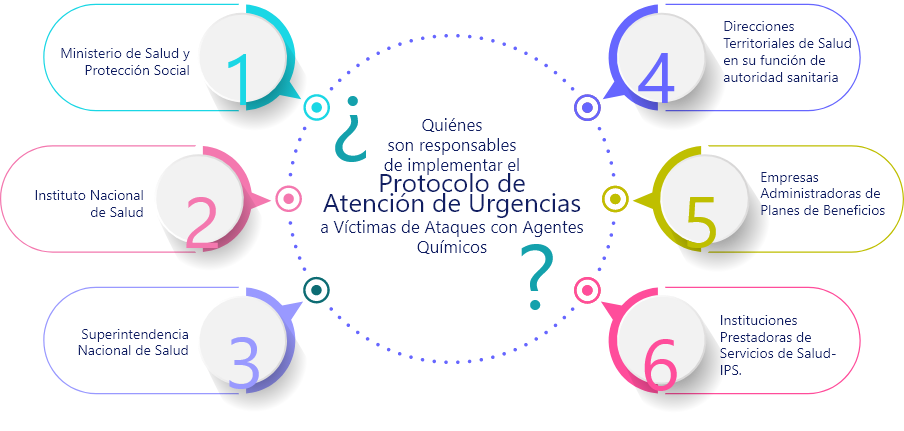 ¿
Quiénes
son responsables
de implementar el
Protocolo de
Atención de Urgencias
a Víctimas de Ataques con Agentes
Químicos
?
1
Ministerio de Salud y
Protección Social
2
Instituto Nacional
de Salud
3
Superintendencia
Nacional de Salud
4
Direcciones
Territoriales de Salud
en su función de
autoridad sanitaria
5
Empresas
Administradoras de
Planes de Beneficios
6
Instituciones
Prestadoras de
Servicios de Salud-
IPS.